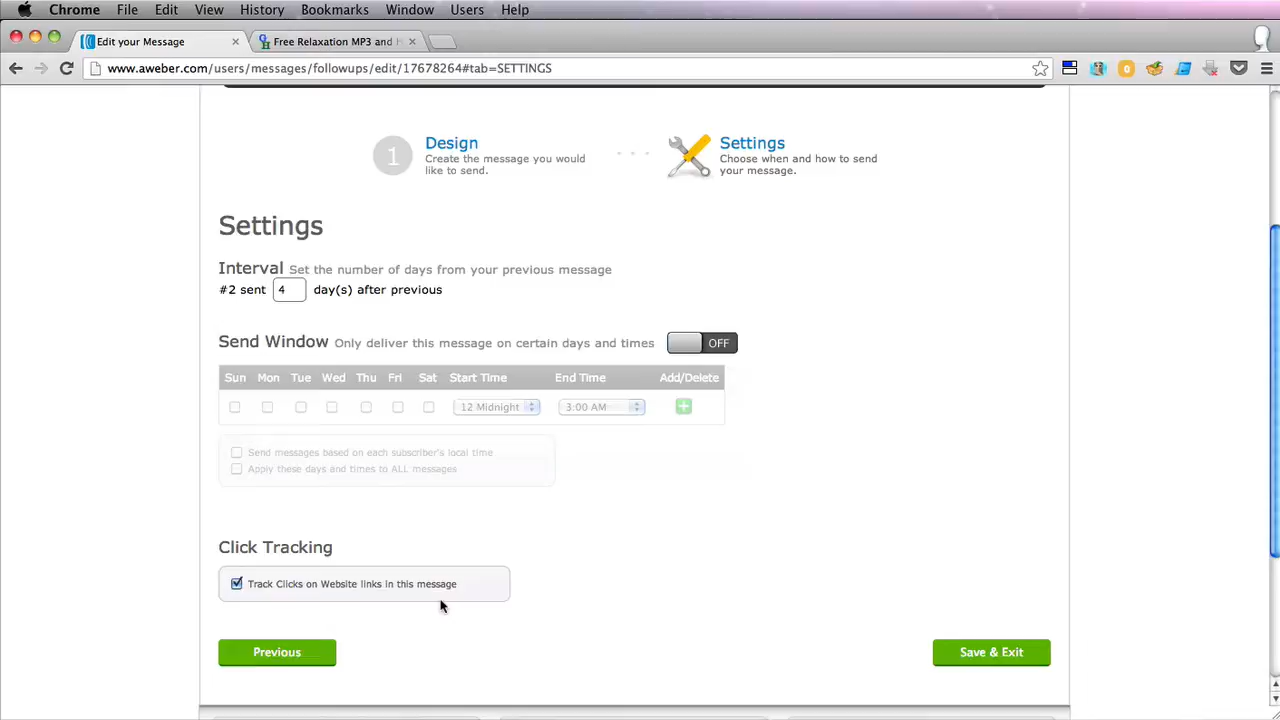 Chrome File Edit View History Bookmarks Window Users Help
Edit your Message × Free Relaxation MP3 and H ×
www.aweber.com/users/messages/followups/edit/17678264#tab=SETTINGS
1 Design
Create the message you would
like to send.
Settings
Choose when and how to send
your message.
Settings
Interval Set the number of days from your previous message
#2 sent 4 day(s) after previous
Send Window Only deliver this message on certain days and times OFF
Sun Mon Tue Wed Thu Fri Sat Start Time End Time Add/Delete
12 Midnight 3:00 AM
Send messages based on each subscriber's local time
Apply these days and times to ALL messages
Click Tracking
Track Clicks on Website links in this message
Previous Save & Exit